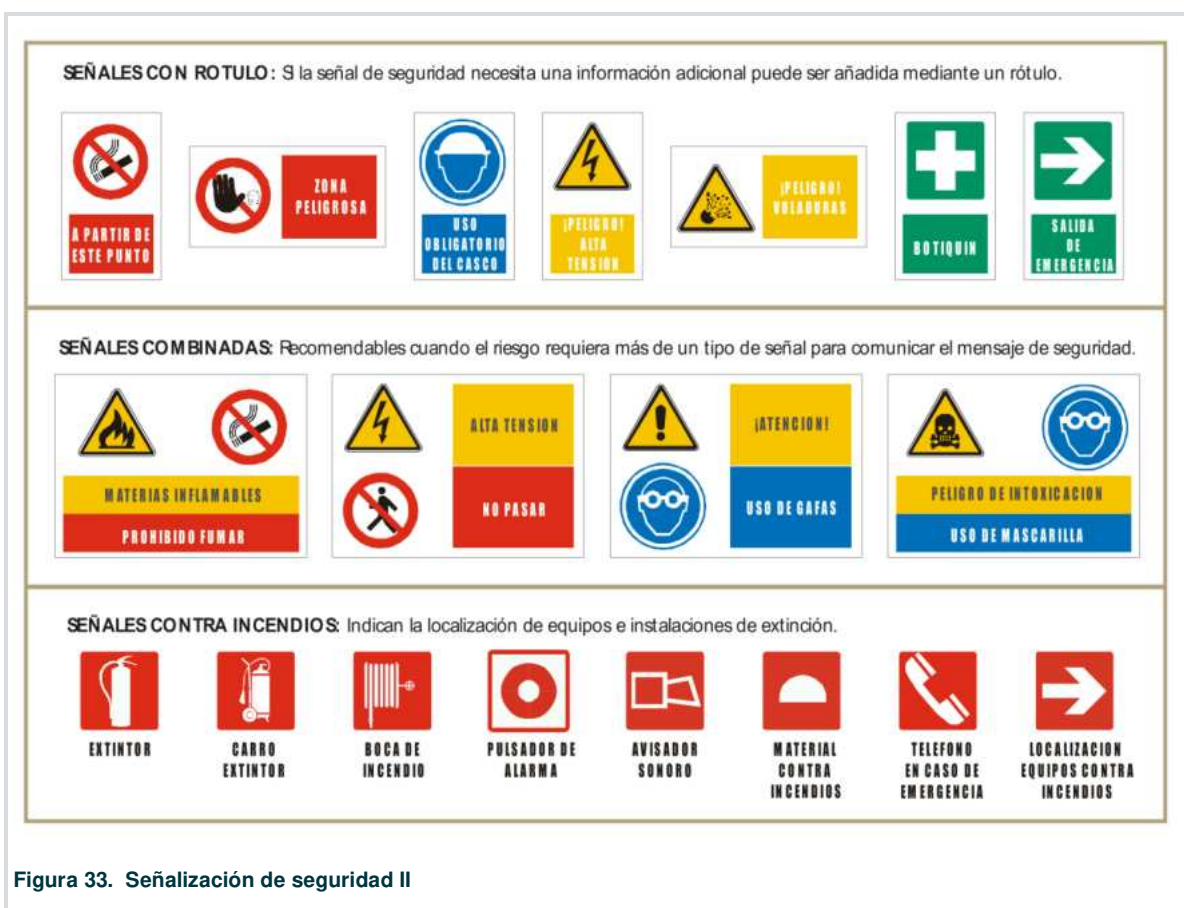 SEÑALES CON ROTULO: Si la señal de seguridad necesita una información adicional puede ser añadida mediante un rótulo.
A PARTIR DE
ESTE PUNTO
ZONA
PELIGROSA
USO
OBLIGATORIO
DEL CASCO
¡PELIGRO!
ALTA
TENSION
¡PELIGRO!
VOLADURAS
BOTIQUIN
SALIDA
DE
EMERGENCIA
SEÑALES COMBINADAS: Recomendables cuando el riesgo requiera más de un tipo de señal para comunicar el mensaje de seguridad.
MATERIAS INFLAMABLES
PROHIBIDO FUMAR
ALTA TENSION
NO PASAR
¡ATENCION!
USO DE GAFAS
PELIGRO DE INTOXICACION
USO DE MASCARILLA
SEÑALES CONTRA INCENDIOS: Indican la localización de equipos e instalaciones de extinción.
EXTINTOR
CARRO
EXTINTOR
BOCA DE
INCENDIO
PULSADOR DE
ALARMA
AVISADOR
SONORO
MATERIAL
CONTRA
INCENDIOS
TELEFONO
EN CASO DE
EMERGENCIA
LOCALIZACION
EQUIPOS CONTRA
INCENDIOS
Figura 33. Señalización de seguridad II